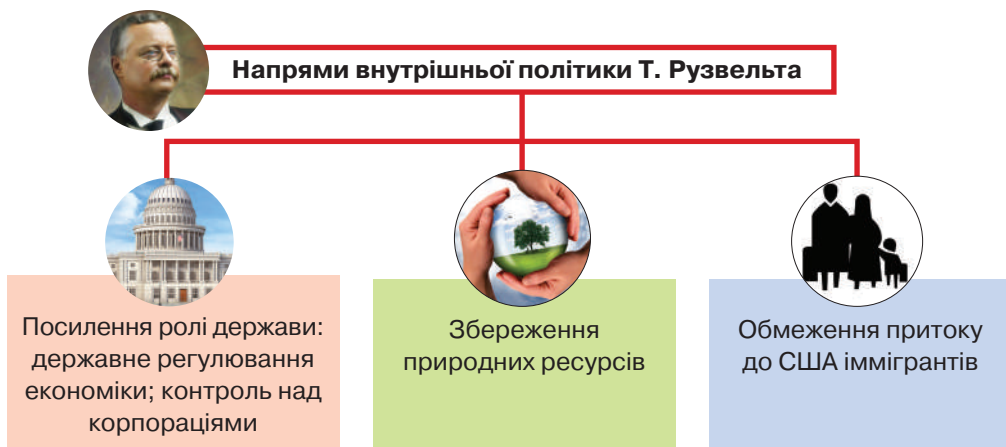 Напрями внутрішньої політики Т. Рузвельта
Посилення ролі держави:
державне регулювання
економіки; контроль над
корпораціями
Збереження
природних ресурсів
Обмеження притоку
до США іммігрантів